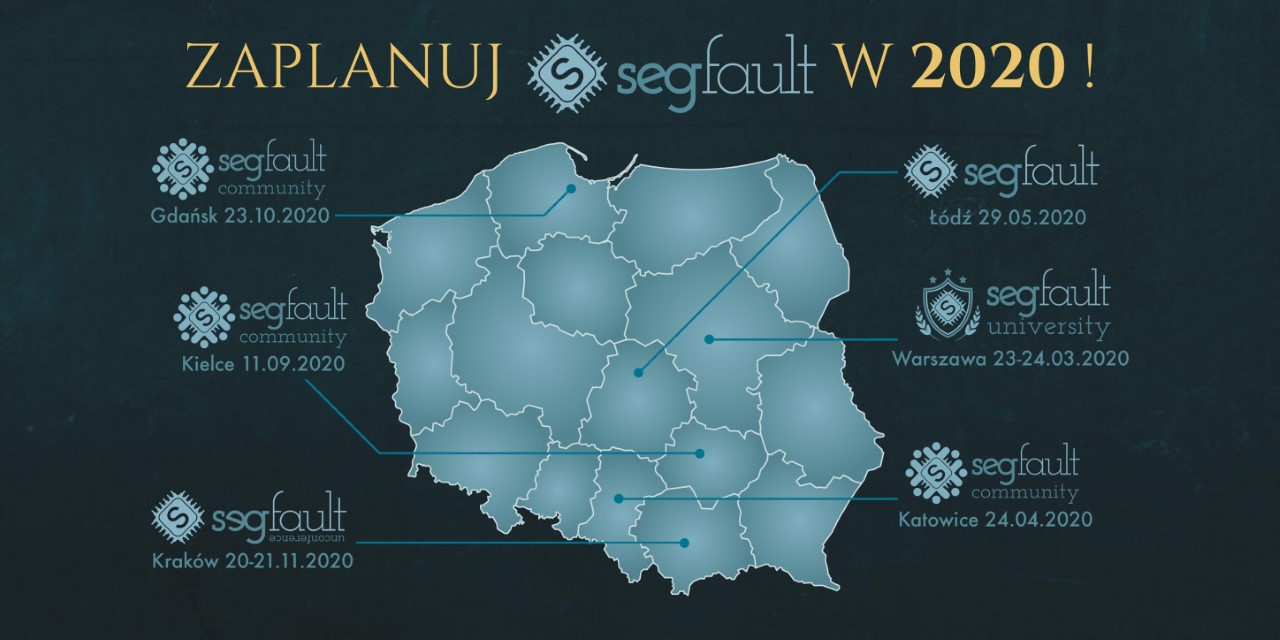 ZAPLANUJ S segfault W 2020 !
S segfault
community
Gdańsk 23.10.2020
S segfault
community
Kielce 11.09.2020
S segfault
unconference
Kraków 20-21.11.2020
S segfault
Łódź 29.05.2020
S segfault
university
Warszawa 23-24.03.2020
S segfault
community
Katowice 24.04.2020